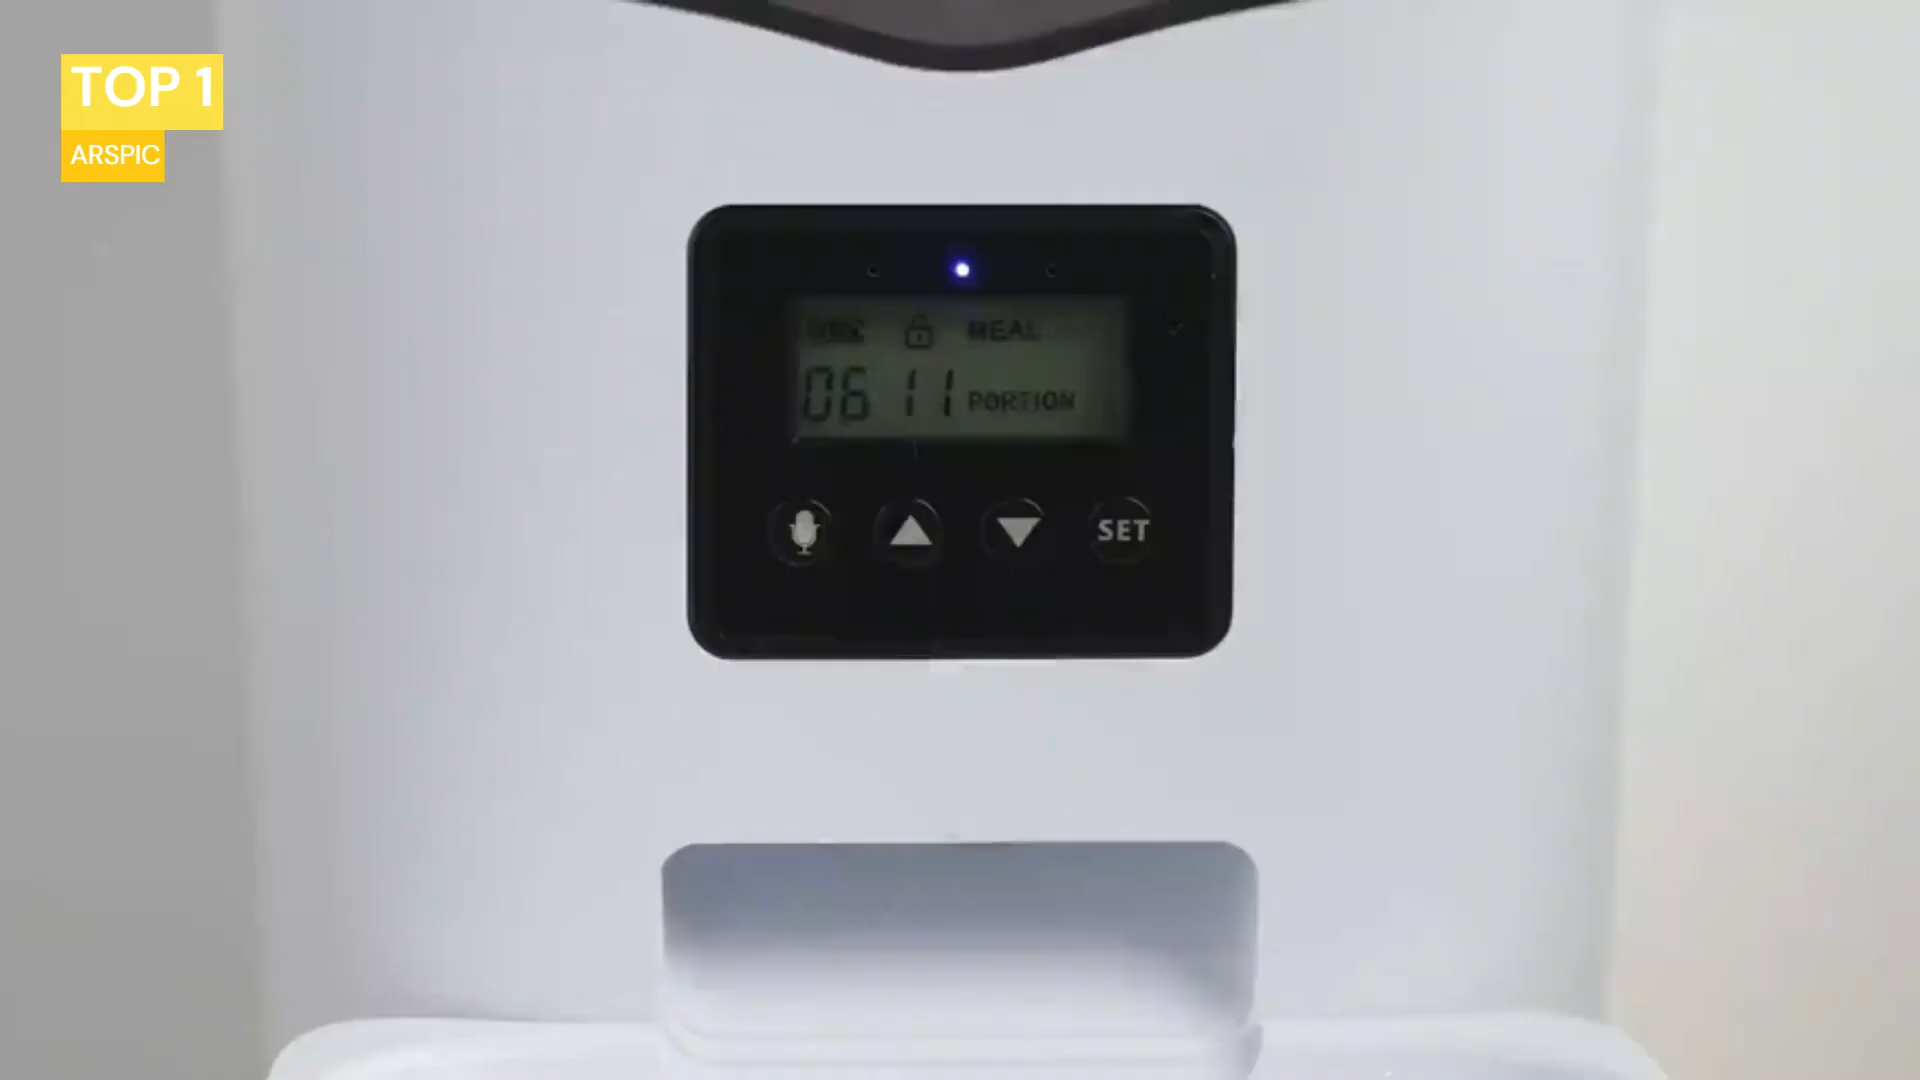 TOP 1
ARSPIC
MEAL
06 11 PORTION
SET